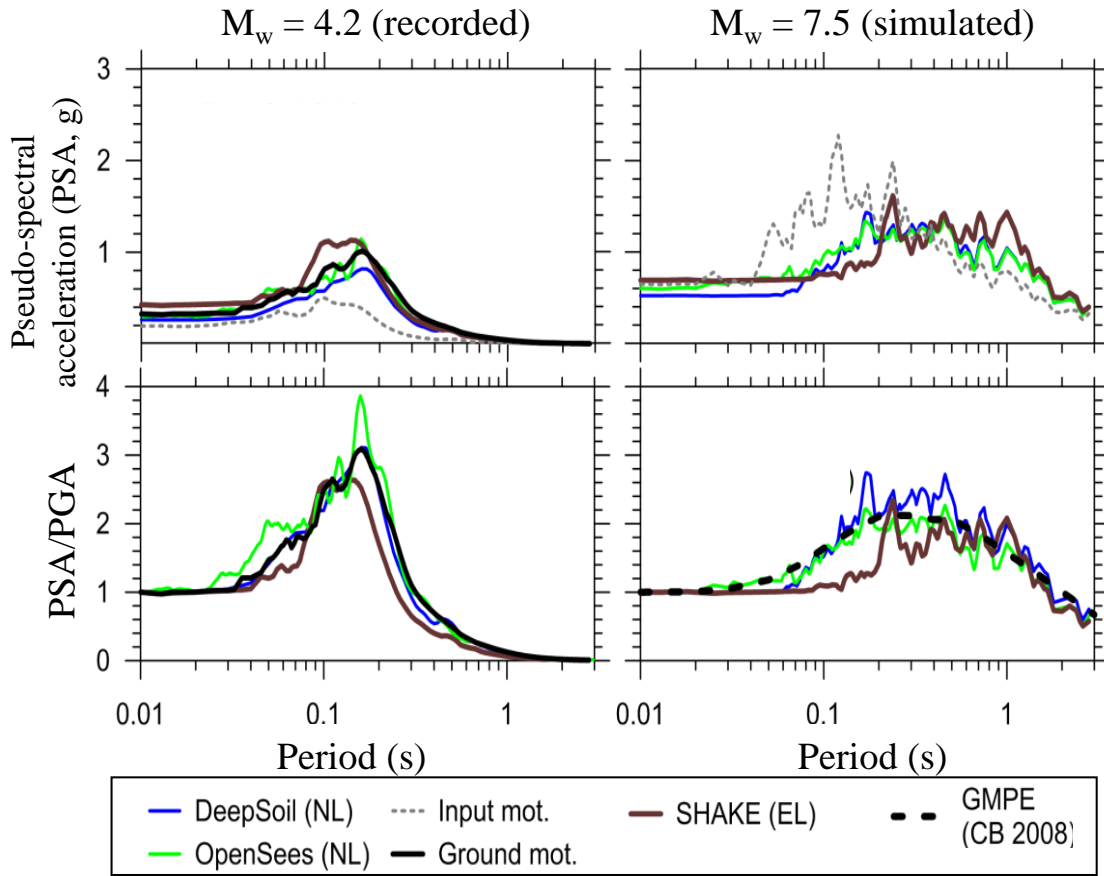 M_w = 4.2 (recorded)
M_w = 7.5 (simulated)
Pseudo-spectral
acceleration (PSA, g)
3
2
1
PSA/PGA
4
3
2
1
0
0.01 0.1 1
0.01 0.1 1
Period (s)
Period (s)
)
DeepSoil (NL)
Input mot.
SHAKE (EL)
GMPE
(CB 2008)
OpenSees (NL)
Ground mot.